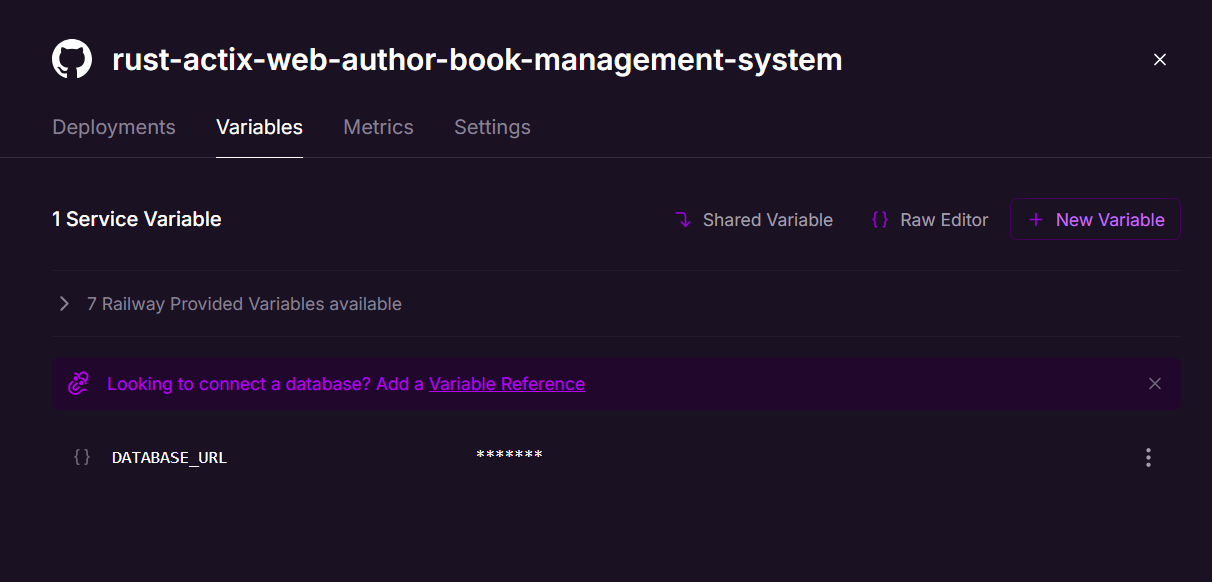 rust-actix-web-author-book-management-system
Deployments Variables Metrics Settings
1 Service Variable Shared Variable {} Raw Editor + New Variable
7 Railway Provided Variables available
Looking to connect a database? Add a Variable Reference
{} DATABASE_URL *******